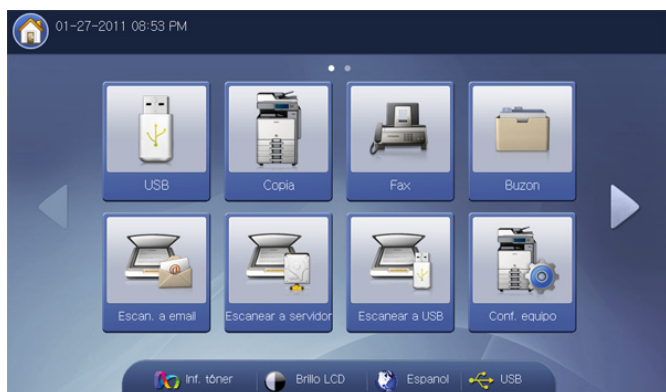 01-27-2011 08:53 PM
USB Copia Fax Buzon
Escan. a email Escanear a servidor Escanear a USB Conf. equipo
Inf. tóner Brillo LCD Espanol USB